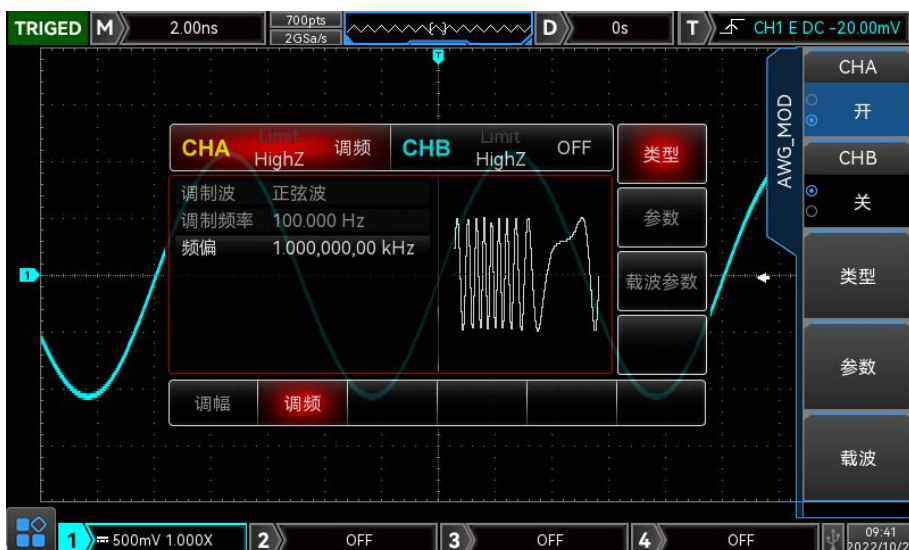 TRIGED M 2.00ns 700pts D 0s T CH1 E DC -20.00mV
2GSa/s
T
CHA
开
AWG_MOD
CHB
关
类型
参数
载波
CHA Limit HighZ 调频 CHB Limit HighZ OFF
类型
参数
载波参数
调制波 正弦波
调制频率 100.000 Hz
频偏 1.000,000,00 kHz
1
调幅 调频
1 500mV 1.000X 2 OFF 3 OFF 4 OFF
09:41